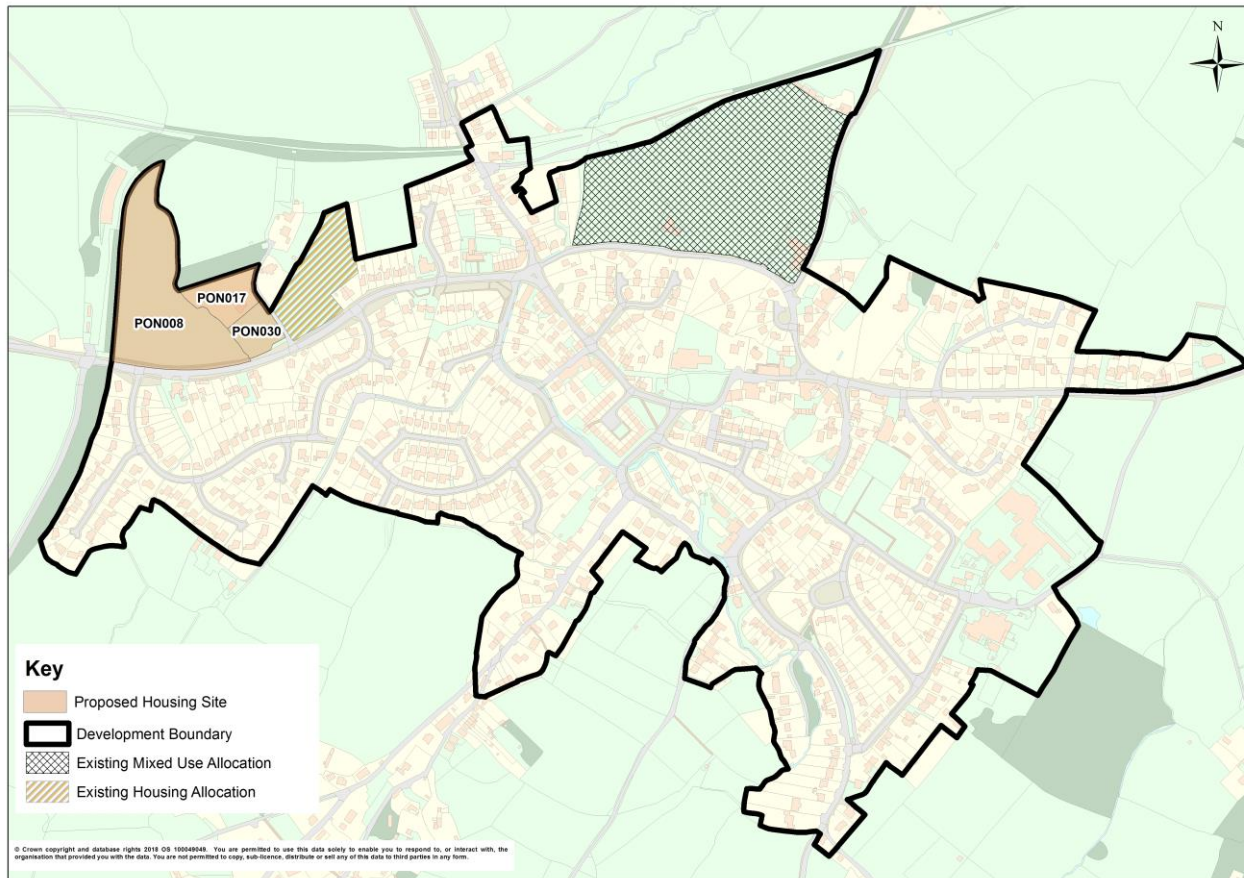 N
PON017
PON008
PON030
Key
Proposed Housing Site
Development Boundary
Existing Mixed Use Allocation
Existing Housing Allocation
© Crown copyright and database rights 2018 OS 100049049. You are permitted to use this data solely to enable you to respond to, or interact with, the
organisation that provided you with the data. You are not permitted to copy, sub-licence, distribute or sell any of this data to third parties in any form.